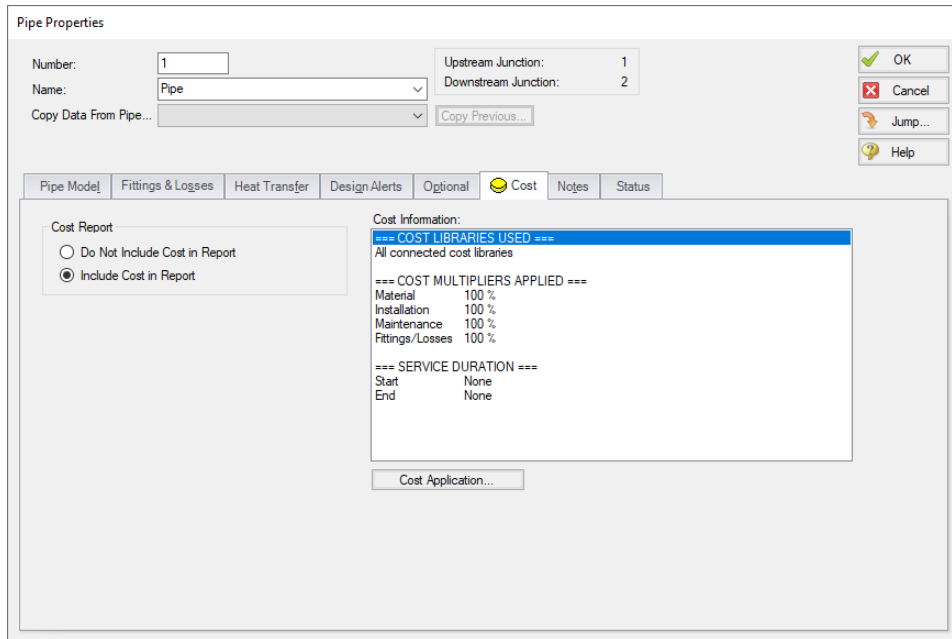 Pipe Properties
Number: 1
Name: Pipe
Copy Data From Pipe... Copy Previous...
Upstream Junction: 1
Downstream Junction: 2
OK
Cancel
Jump...
Help
Pipe Model Fittings & Losses Heat Transfer Design Alerts Optional Cost Notes Status
Cost Report
Do Not Include Cost in Report
Include Cost in Report
Cost Information:
=== COST LIBRARIES USED ===
All connected cost libraries
=== COST MULTIPLIERS APPLIED ===
Material 100 %
Installation 100 %
Maintenance 100 %
Fittings/Losses 100 %
=== SERVICE DURATION ===
Start None
End None
Cost Application...